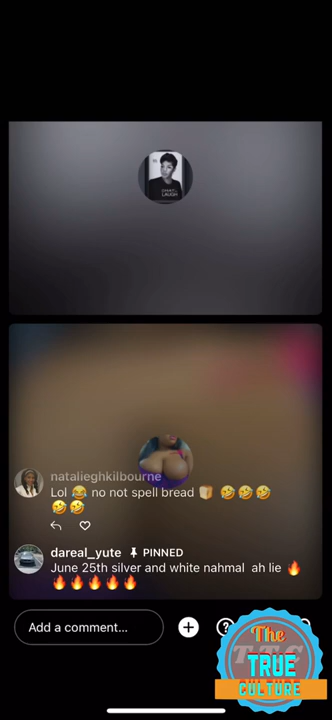 natalieghkilbourne
Lol 😂 no not spell bread 🍞 🤣🤣🤣
🤣🤣
dareal_yute PINNED
June 25th silver and white nahmal ah lie 🔥
🔥🔥🔥🔥🔥
Add a comment...
The
TRUE
CULTURE